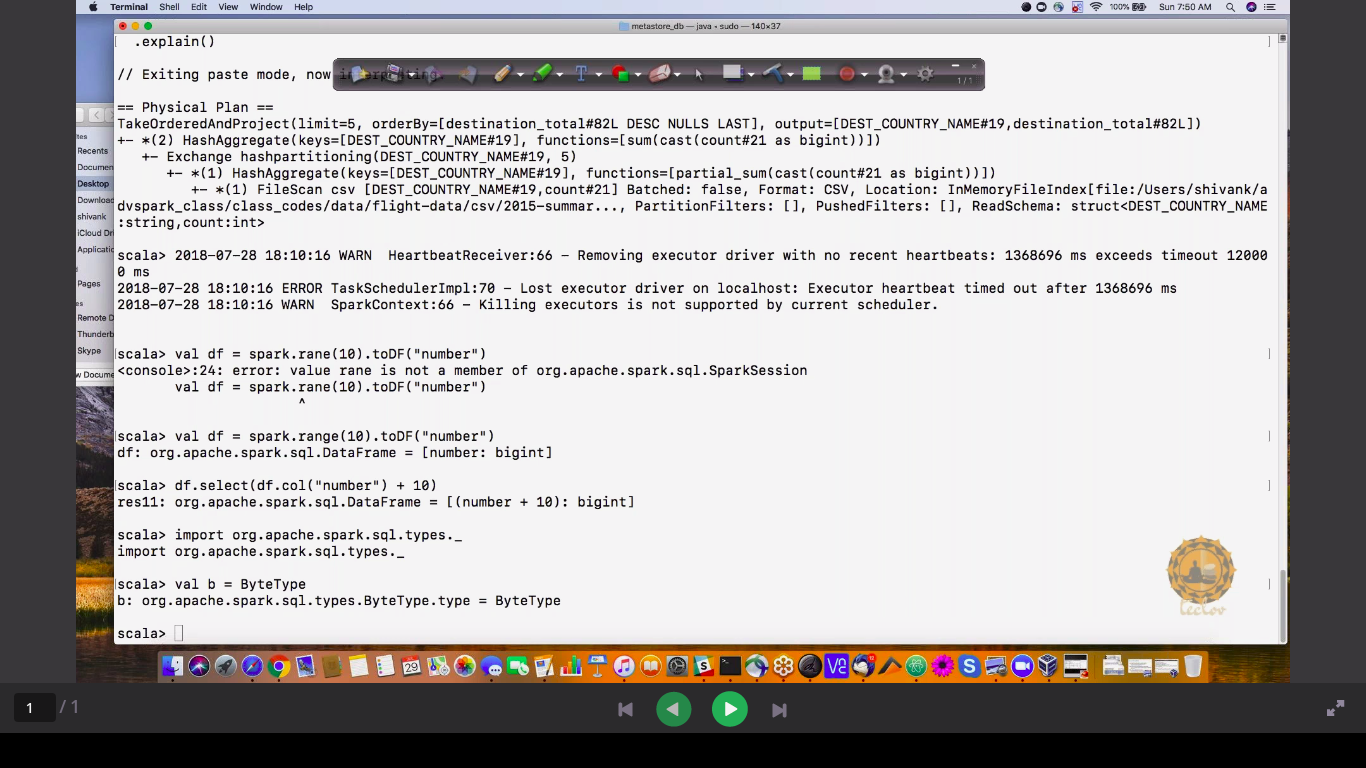 Terminal Shell Edit View Window Help 100% Sun 7:50 AM
metastore_db — java • sudo — 140×37
.explain()
// Exiting paste mode, now interpreting.
1/1
== Physical Plan ==
TakeOrderedAndProject(limit=5, orderBy=[destination_total#82L DESC NULLS LAST], output=[DEST_COUNTRY_NAME#19,destination_total#82L])
+- *(2) HashAggregate(keys=[DEST_COUNTRY_NAME#19], functions=[sum(cast(count#21 as bigint))])
+- Exchange hashpartitioning(DEST_COUNTRY_NAME#19, 5)
+- *(1) HashAggregate(keys=[DEST_COUNTRY_NAME#19], functions=[partial_sum(cast(count#21 as bigint))])
+- *(1) FileScan csv [DEST_COUNTRY_NAME#19,count#21] Batched: false, Format: CSV, Location: InMemoryFileIndex[file:/Users/shivank/a
dvspark_class/class_codes/data/flight-data/csv/2015-summar..., PartitionFilters: [], PushedFilters: [], ReadSchema: struct<DEST_COUNTRY_NAME
:string,count:int>
scala> 2018-07-28 18:10:16 WARN  HeartbeatReceiver:66 - Removing executor driver with no recent heartbeats: 1368696 ms exceeds timeout 12000
0 ms
2018-07-28 18:10:16 ERROR TaskSchedulerImpl:70 - Lost executor driver on localhost: Executor heartbeat timed out after 1368696 ms
2018-07-28 18:10:16 WARN  SparkContext:66 - Killing executors is not supported by current scheduler.
scala> val df = spark.rane(10).toDF("number")
<console>:24: error: value rane is not a member of org.apache.spark.sql.SparkSession
val df = spark.rane(10).toDF("number")
^
scala> val df = spark.range(10).toDF("number")
df: org.apache.spark.sql.DataFrame = [number: bigint]
scala> df.select(df.col("number") + 10)
res11: org.apache.spark.sql.DataFrame = [(number + 10): bigint]
scala> import org.apache.spark.sql.types._
import org.apache.spark.sql.types._
scala> val b = ByteType
b: org.apache.spark.sql.types.ByteType.type = ByteType
scala>
Recents
Documen
Desktop
Downloa
shivank
iCloud Dri
Applicatio
Pages
Remote D
Thunderb
Skype
w Docume
1 / 1